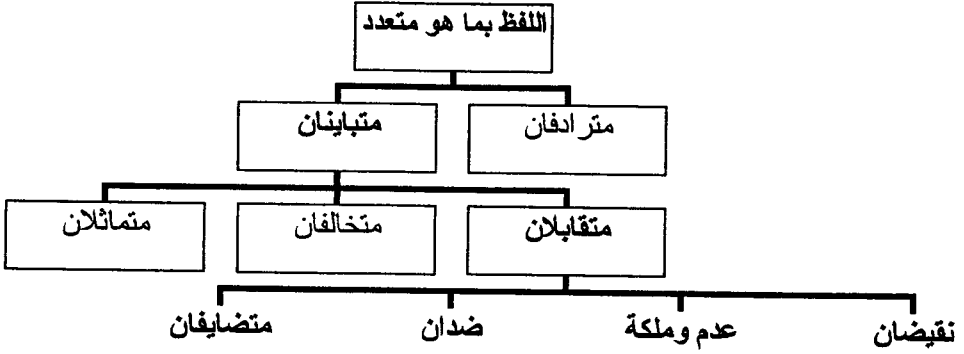 اللفظ بما هو متعدد
مترادفان
متباينان
متقابلان
متخالفان
متماثلان
نقيضان
عدم وملكة
ضدان
متضايفان